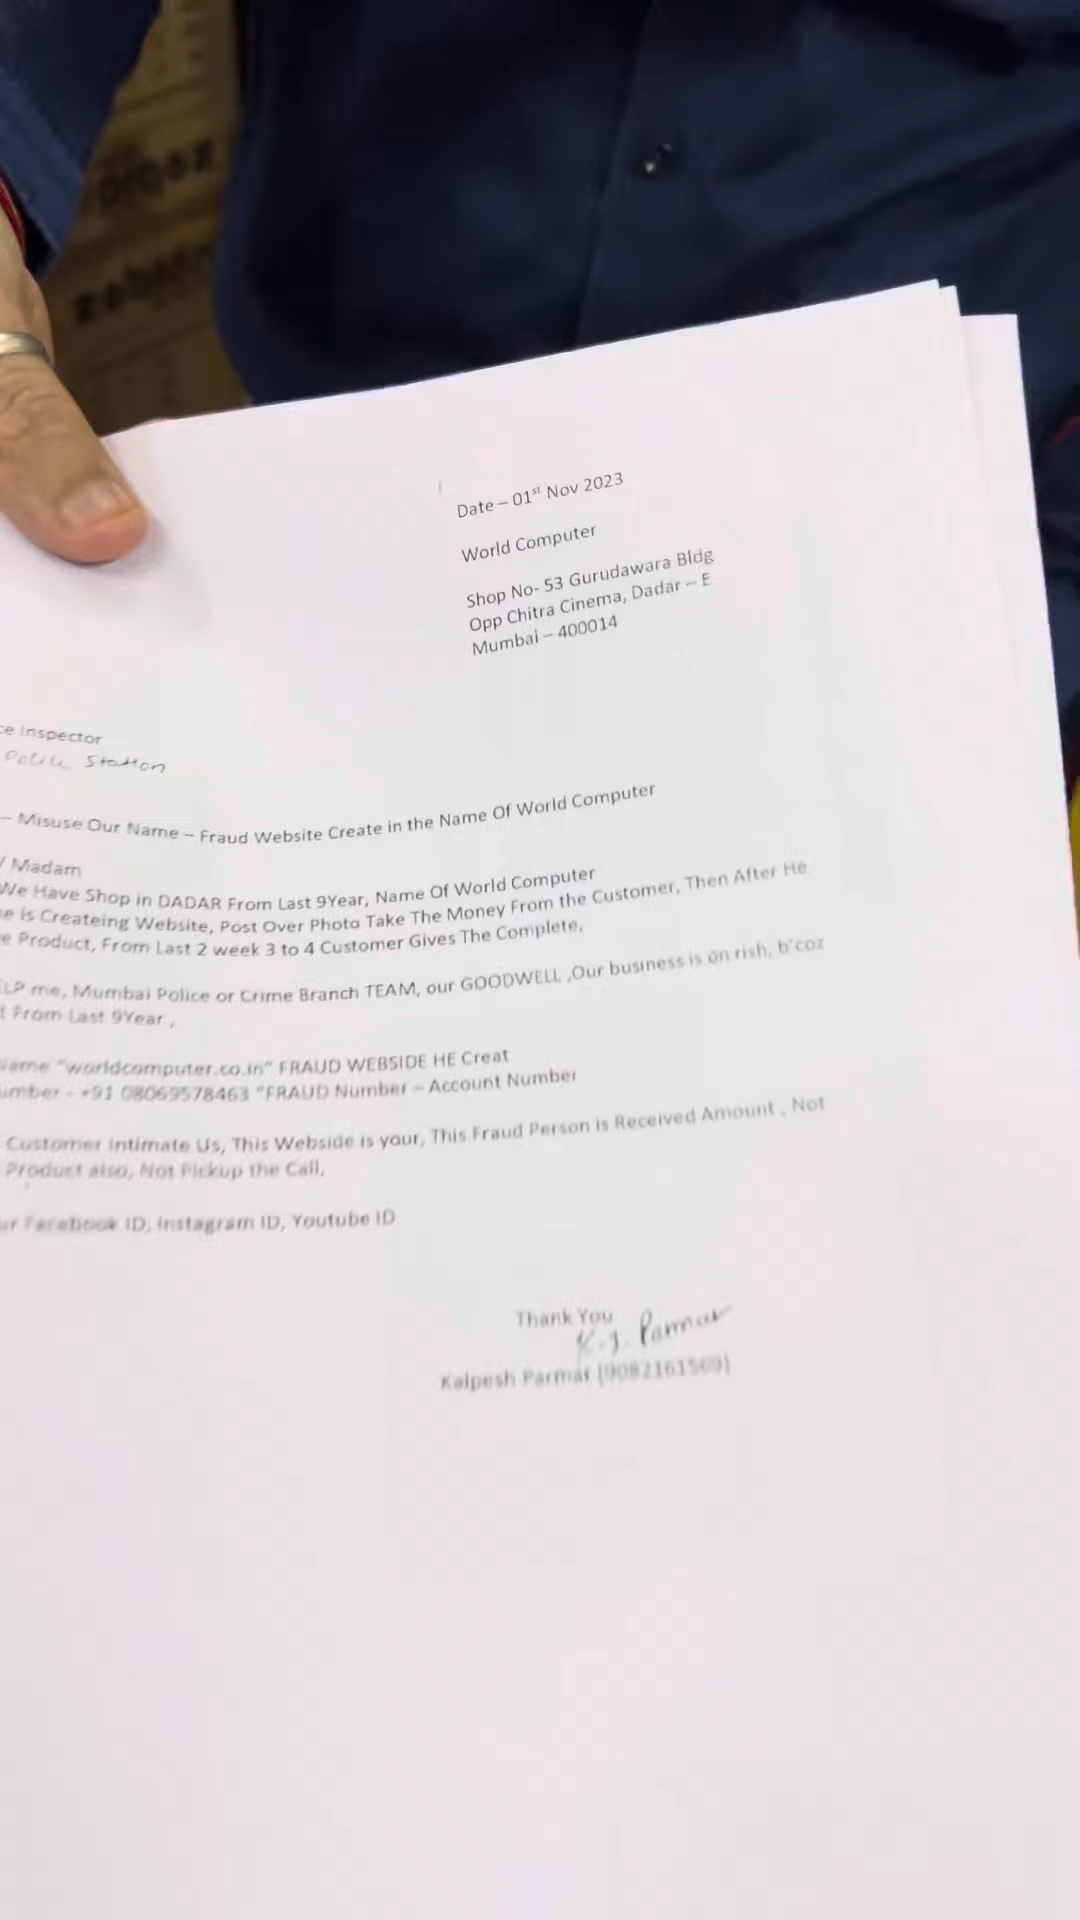 Date – 01st Nov 2023
World Computer
Shop No- 53 Gurudawara Bldg
Opp Chitra Cinema, Dadar – E
Mumbai – 400014
ce Inspector
Station
– Misuse Our Name – Fraud Website Create in the Name Of World Computer
/ Madam
We Have Shop in DADAR From Last 9Year, Name Of World Computer
e is Createing Website, Post Over Photo Take The Money From the Customer, Then After He
e Product, From Last 2 week 3 to 4 Customer Gives The Complete,
ELP me, Mumbai Police or Crime Branch TEAM, our GOODWELL ,Our business is on rish, b'coz
t From Last 9Year ,
Name "worldcomputer.co.in" FRAUD WEBSIDE HE Creat
umber - +91 08069578463 "FRAUD Number – Account Number
Customer Intimate Us, This Webside is your, This Fraud Person is Received Amount , Not
Product also, Not Pickup the Call,
ur Facebook ID, Instagram ID, Youtube ID
Thank You
K.J. Parmar
Kalpesh Parmar (9082161569)